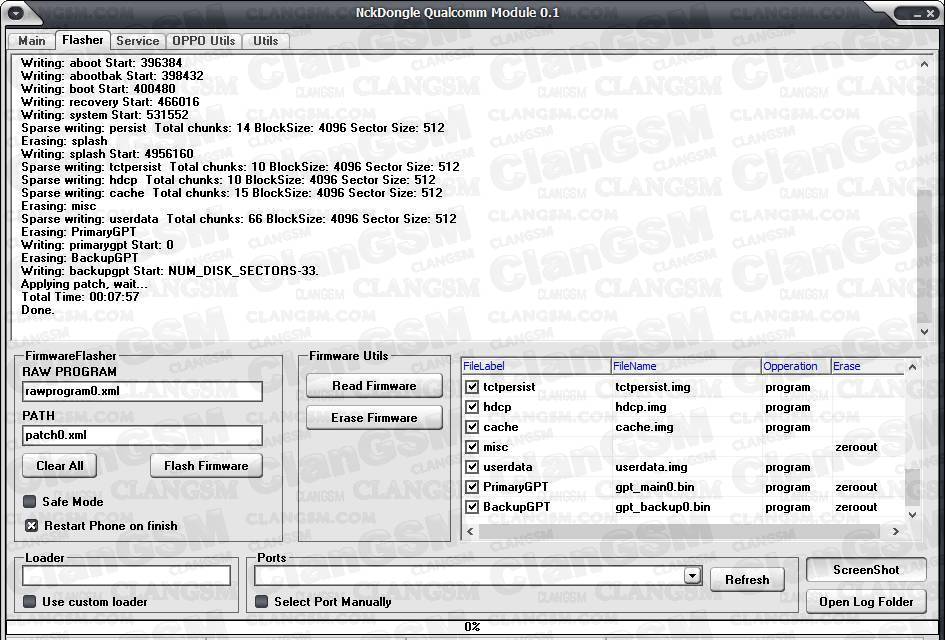 NckDongle Qualcomm Module 0.1
Main Flasher Service OPPO Utils Utils
Writing: aboot Start: 396384
Writing: abootbak Start: 398432
Writing: boot Start: 400480
Writing: recovery Start: 466016
Writing: system Start: 531552
Sparse writing: persist Total chunks: 14 BlockSize: 4096 Sector Size: 512
Erasing: splash
Writing: splash Start: 4956160
Sparse writing: tctpersist Total chunks: 10 BlockSize: 4096 Sector Size: 512
Sparse writing: hdcp Total chunks: 10 BlockSize: 4096 Sector Size: 512
Sparse writing: cache Total chunks: 15 BlockSize: 4096 Sector Size: 512
Erasing: misc
Sparse writing: userdata Total chunks: 66 BlockSize: 4096 Sector Size: 512
Erasing: PrimaryGPT
Writing: primarygpt Start: 0
Erasing: BackupGPT
Writing: backupgpt Start: NUM_DISK_SECTORS-33.
Applying patch, wait...
Total Time: 00:07:57
Done.
FirmwareFlasher
RAW PROGRAM
rawprogram0.xml
PATH
patch0.xml
Clear All Flash Firmware
Safe Mode
Restart Phone on finish
Firmware Utils
Read Firmware
Erase Firmware
FileLabel FileName Opperation Erase
tctpersist tctpersist.img program
hdcp hdcp.img program
cache cache.img program
misc zeroout
userdata userdata.img program
PrimaryGPT gpt_main0.bin program zeroout
BackupGPT gpt_backup0.bin program zeroout
Loader
Use custom loader
Ports
Refresh
Select Port Manually
ScreenShot
Open Log Folder
0%
ClanGSM
CLANGSM.COM